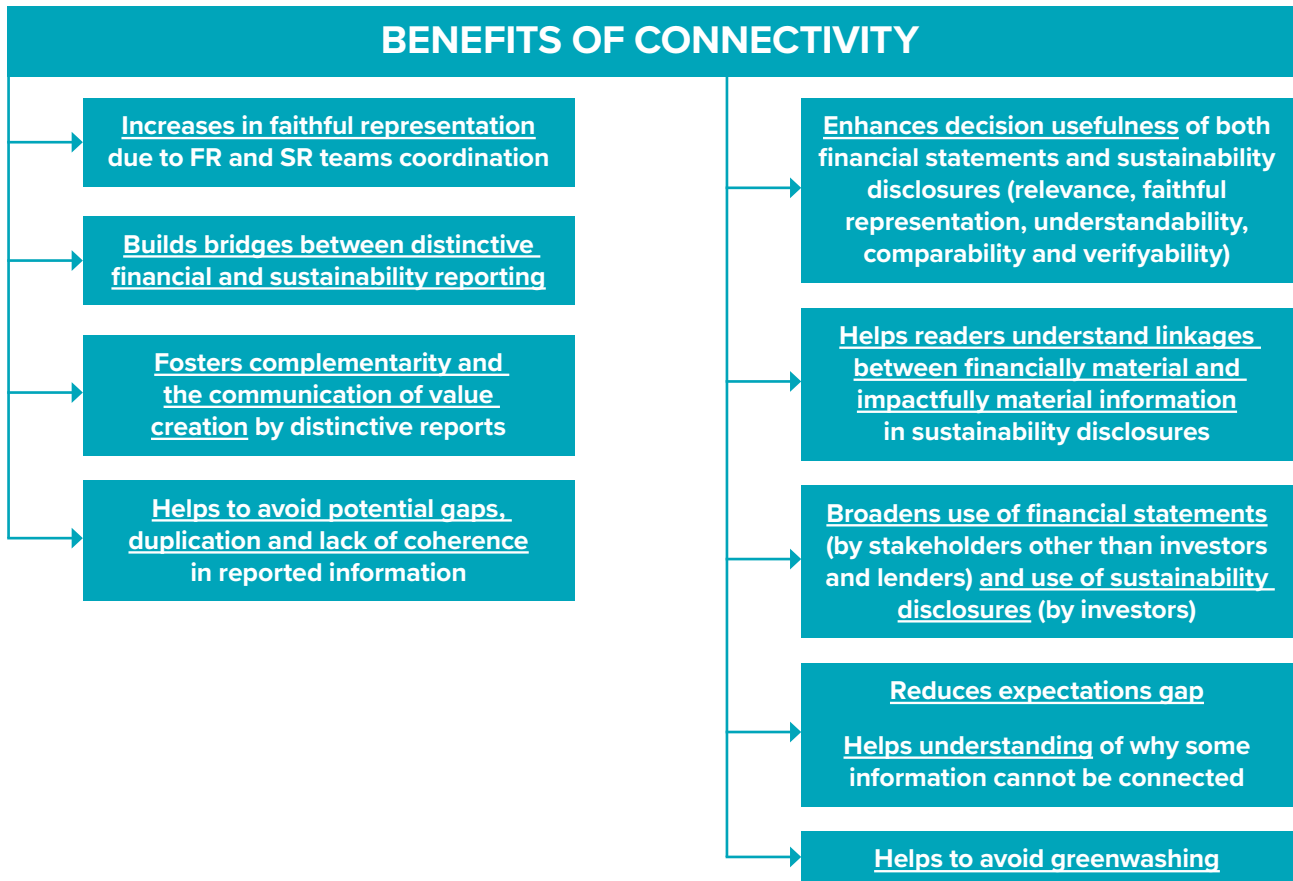 BENEFITS OF CONNECTIVITY
Increases in faithful representation
due to FR and SR teams coordination
Builds bridges between distinctive
financial and sustainability reporting
Fosters complementarity and
the communication of value
creation by distinctive reports
Helps to avoid potential gaps,
duplication and lack of coherence
in reported information
Enhances decision usefulness of both
financial statements and sustainability
disclosures (relevance, faithful
representation, understandability,
comparability and verifyability)
Helps readers understand linkages
between financially material and
impactfully material information
in sustainability disclosures
Broadens use of financial statements
(by stakeholders other than investors
and lenders) and use of sustainability
disclosures (by investors)
Reduces expectations gap
Helps understanding of why some
information cannot be connected
Helps to avoid greenwashing